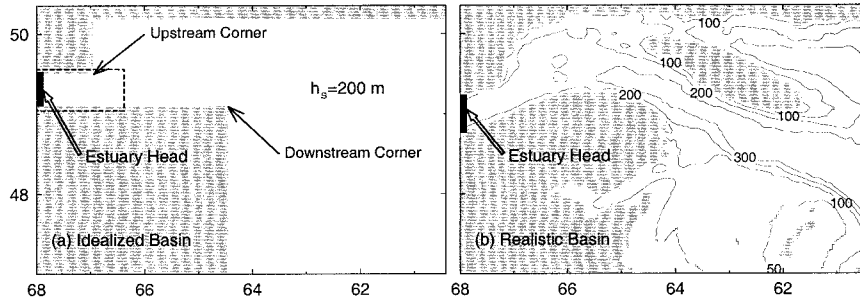 50
48
Upstream Corner
hs=200 m
Estuary Head
Downstream Corner
(a) Idealized Basin
68
66
64
62
100
100
200
200
100
Estuary Head
300
100
(b) Realistic Basin
50
68
66
64
62